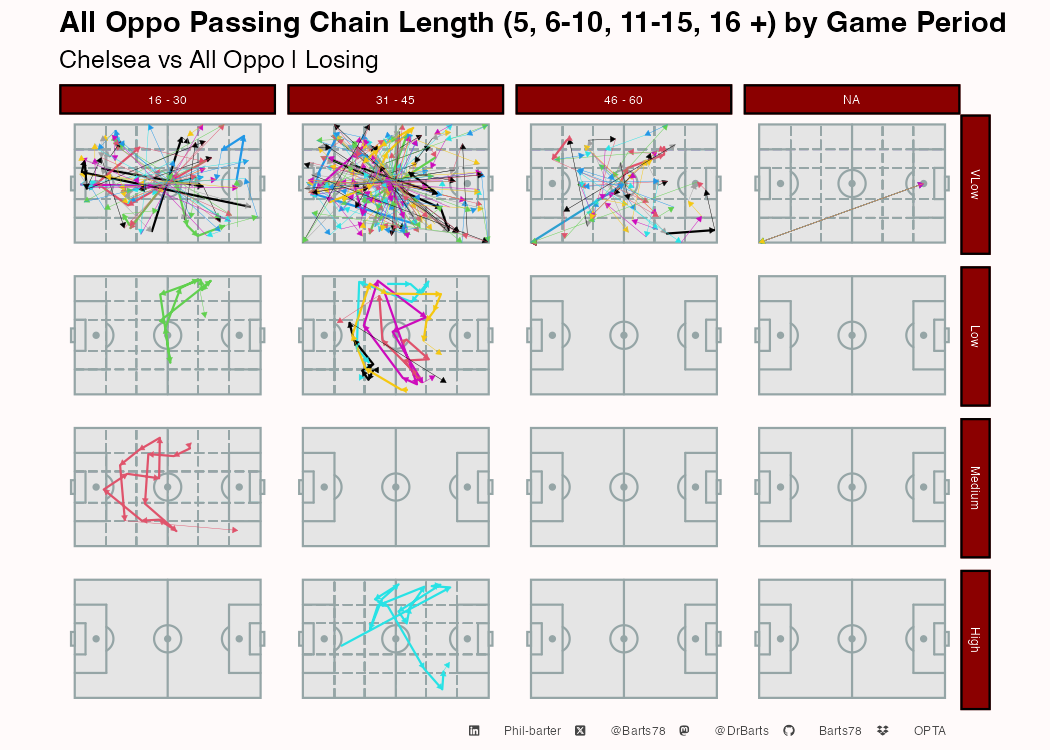 All Oppo Passing Chain Length (5, 6-10, 11-15, 16 +) by Game Period
Chelsea vs All Oppo | Losing
16 - 30 31 - 45 46 - 60 NA
VLow
Low
Medium
High
Phil-barter @Barts78 @DrBarts Barts78 OPTA